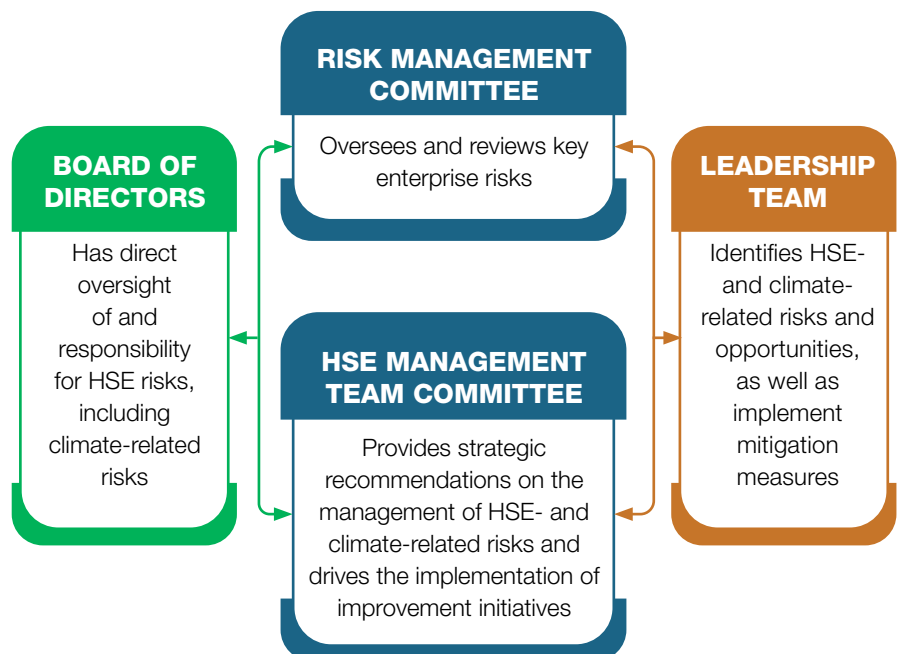 RISK MANAGEMENT
COMMITTEE
Oversees and reviews key
enterprise risks
BOARD OF
DIRECTORS
Has direct
oversight
of and
responsibility
for HSE risks,
including
climate-related
risks
LEADERSHIP
TEAM
Identifies HSE-
and climate-
related risks and
opportunities,
as well as
implement
mitigation
measures
HSE MANAGEMENT
TEAM COMMITTEE
Provides strategic
recommendations on the
management of HSE- and
climate-related risks and
drives the implementation of
improvement initiatives